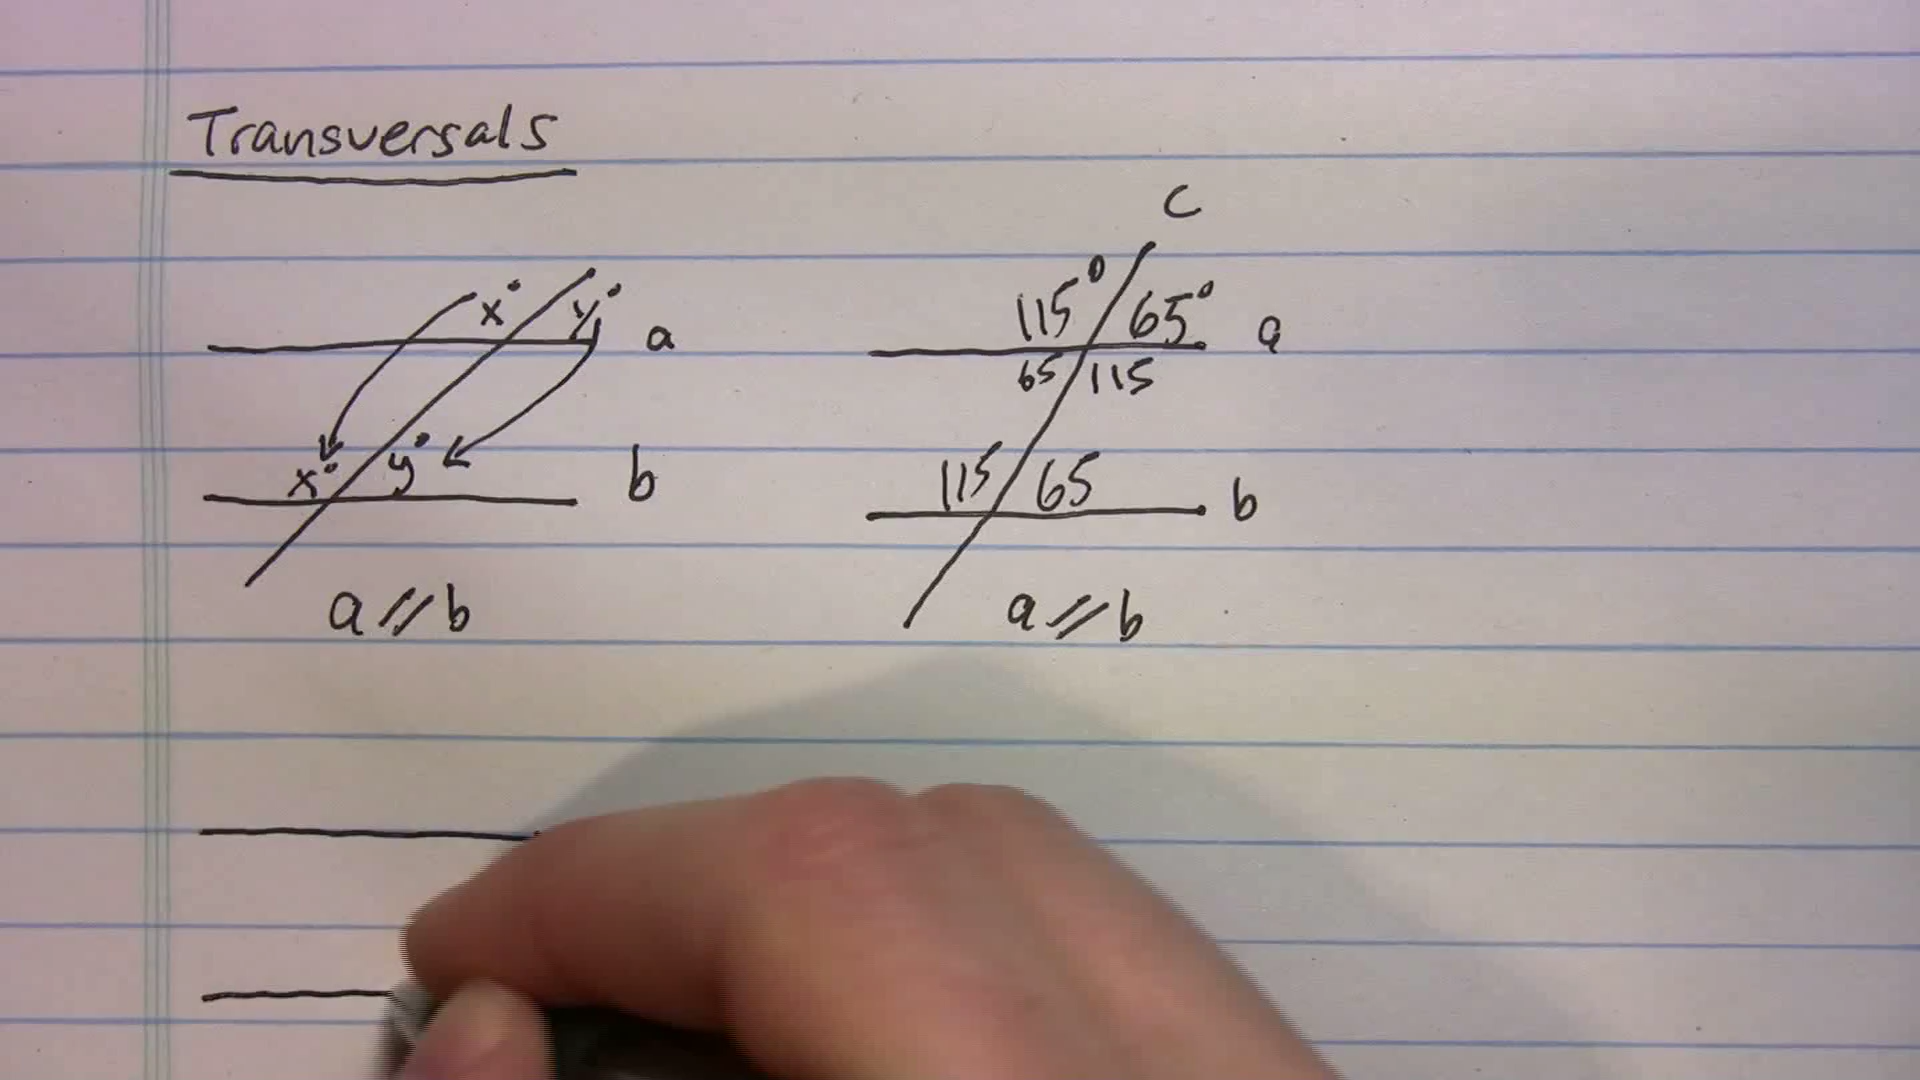 Transversals
c
x° y° a
115° 65° a
65 115
x° y° b
115 65 b
a // b
a // b